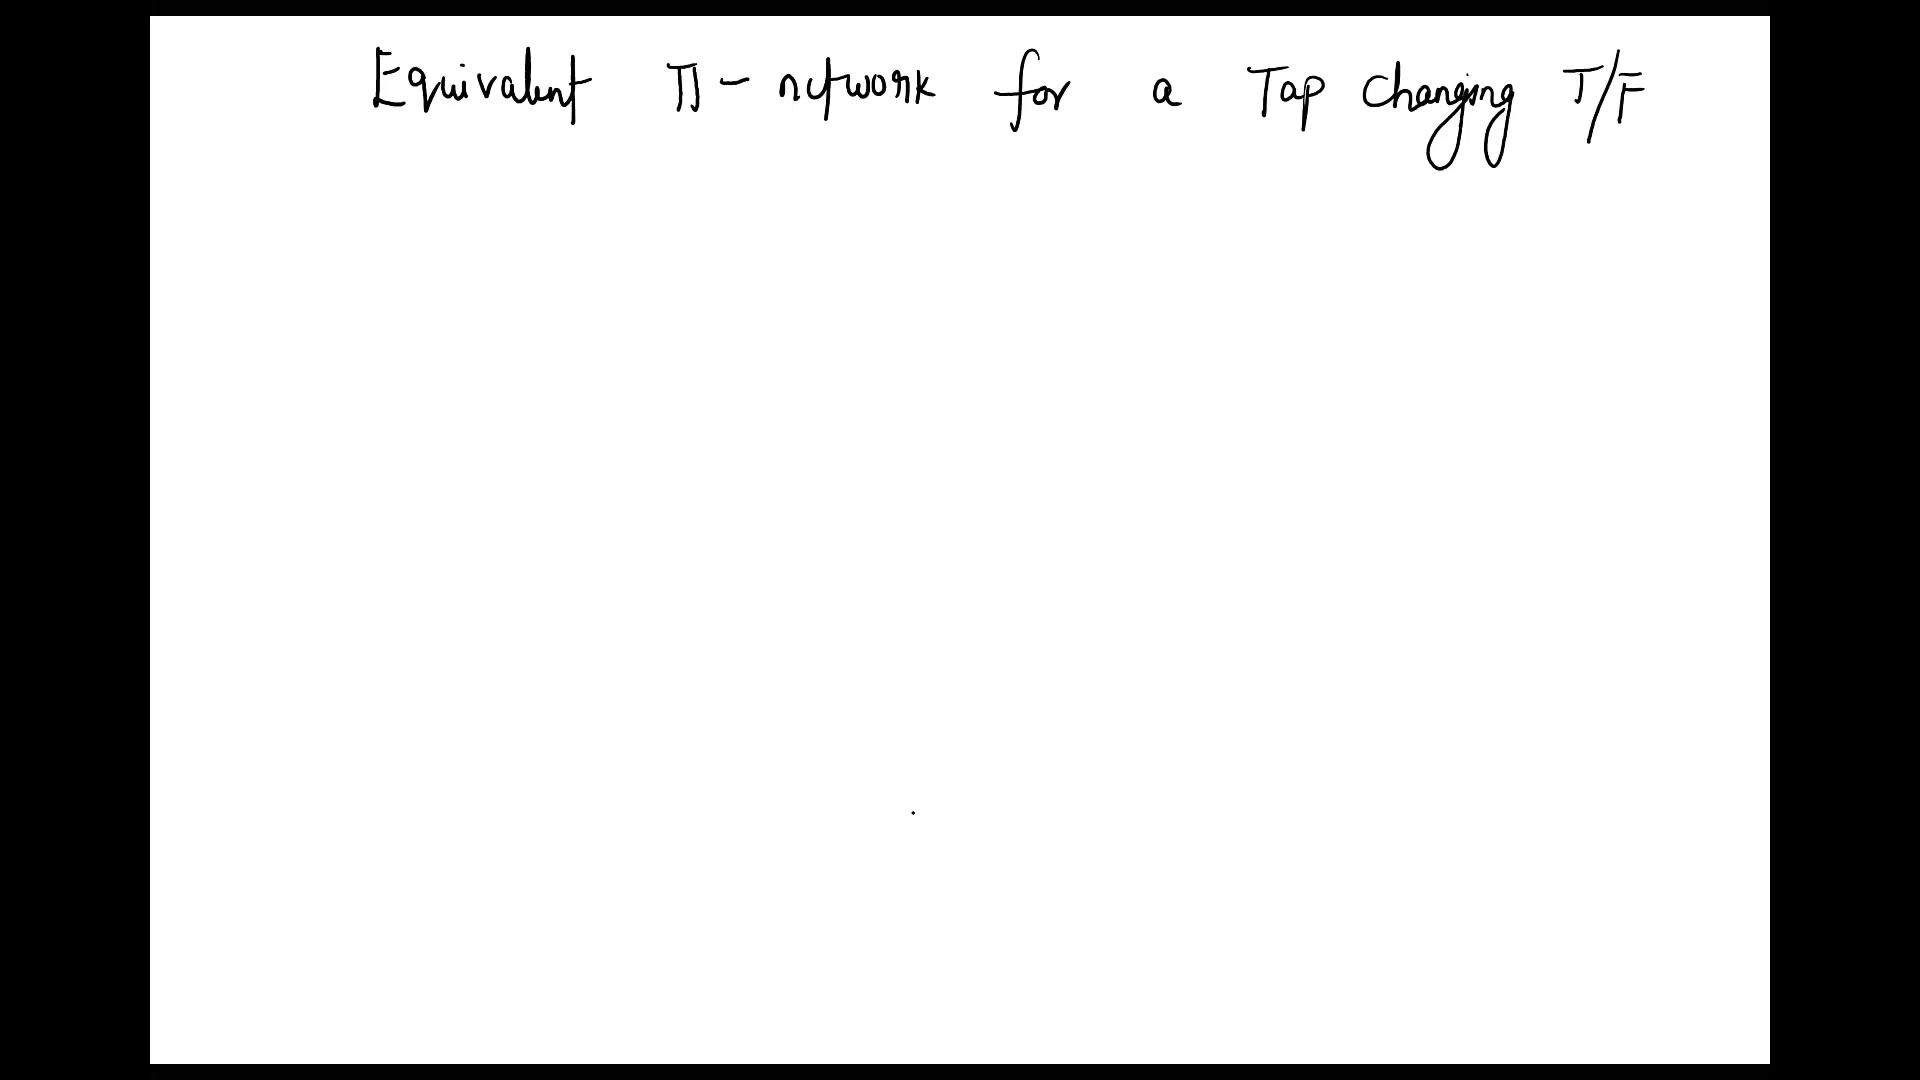 Equivalent π - network for a Tap changing T/F